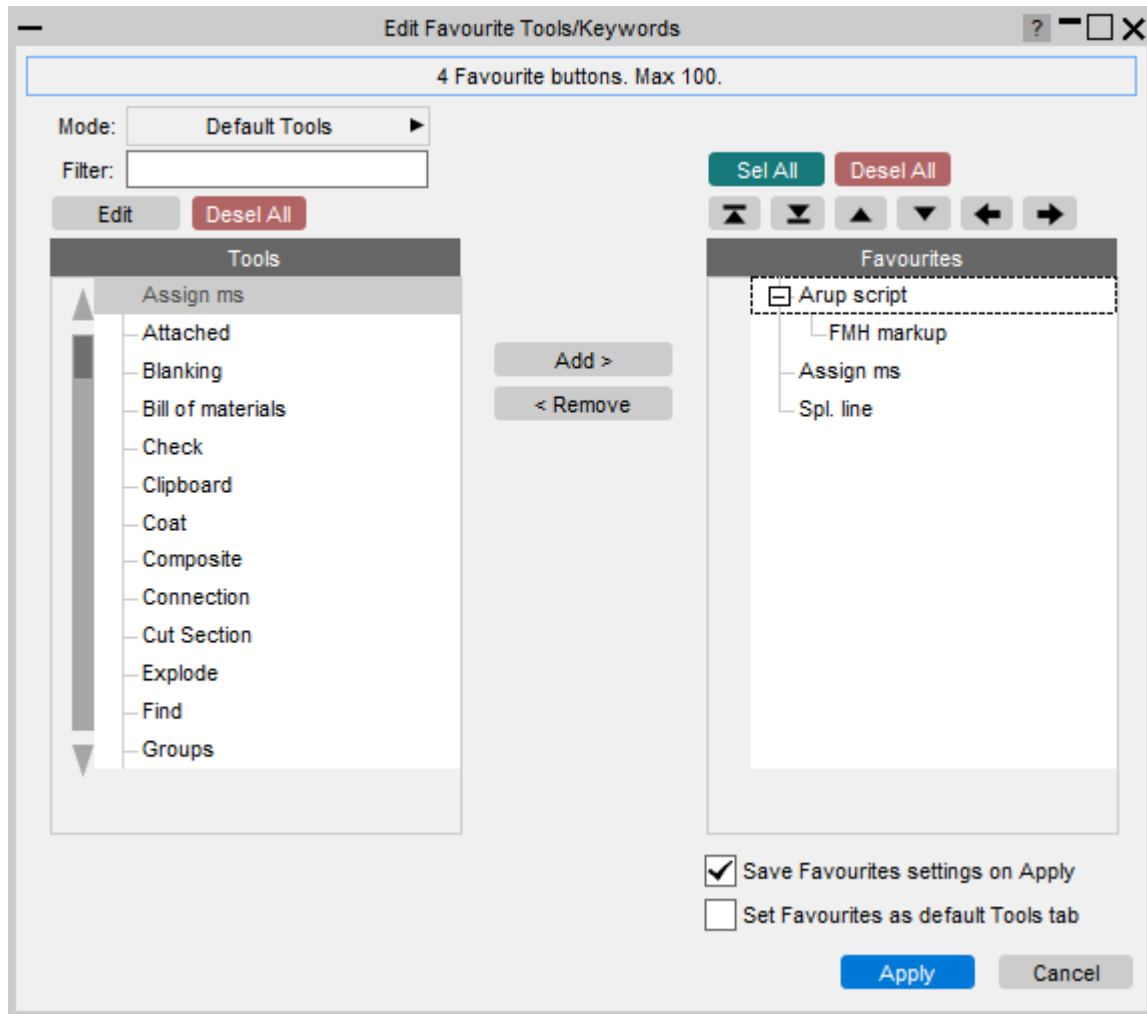 Edit Favourite Tools/Keywords ?
4 Favourite buttons. Max 100.
Mode: Default Tools
Filter:
Sel All Desel All
Edit Desel All
Tools
Assign ms
Attached
Blanking
Bill of materials
Check
Clipboard
Coat
Composite
Connection
Cut Section
Explode
Find
Groups
Add >
< Remove
Favourites
Arup script
FMH markup
Assign ms
Spl. line
Save Favourites settings on Apply
Set Favourites as default Tools tab
Apply Cancel